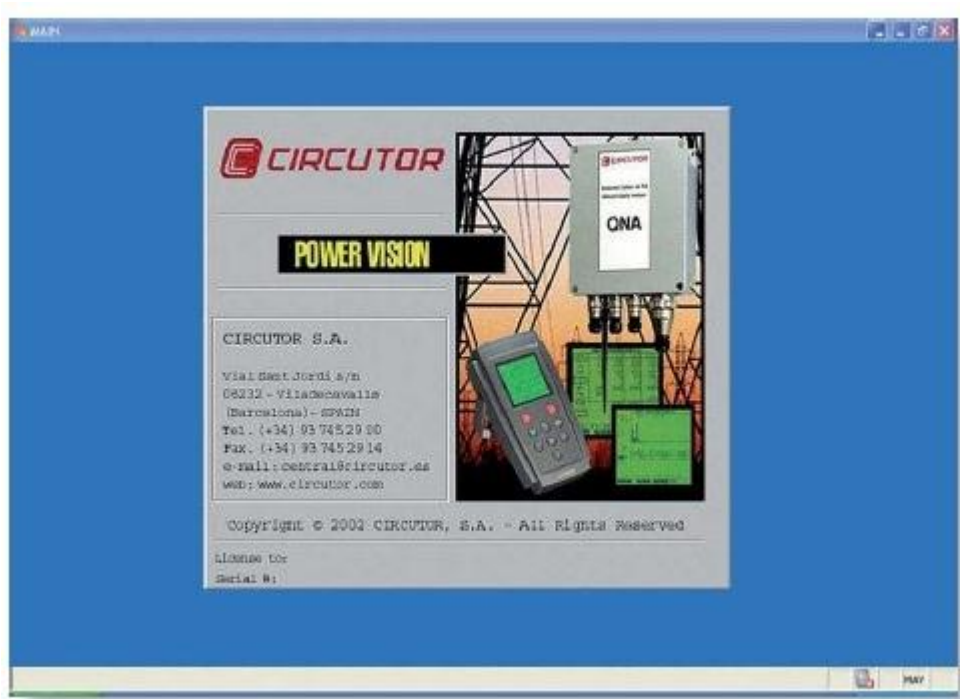 MAIN
CIRCUTOR
POWER VISION
CIRCUTOR
QNA
CIRCUTOR S.A.
Vial Sant Jordi s/n
08232 - Viladecavalls
(Barcelona) - SPAIN
Tel. (+34) 93 745 29 00
Fax. (+34) 93 745 29 14
e-mail: central@circutor.es
web: www.circutor.com
Copyright © 2002 CIRCUTOR, S.A. - All Rights Reserved
License to:
Serial #:
MAY